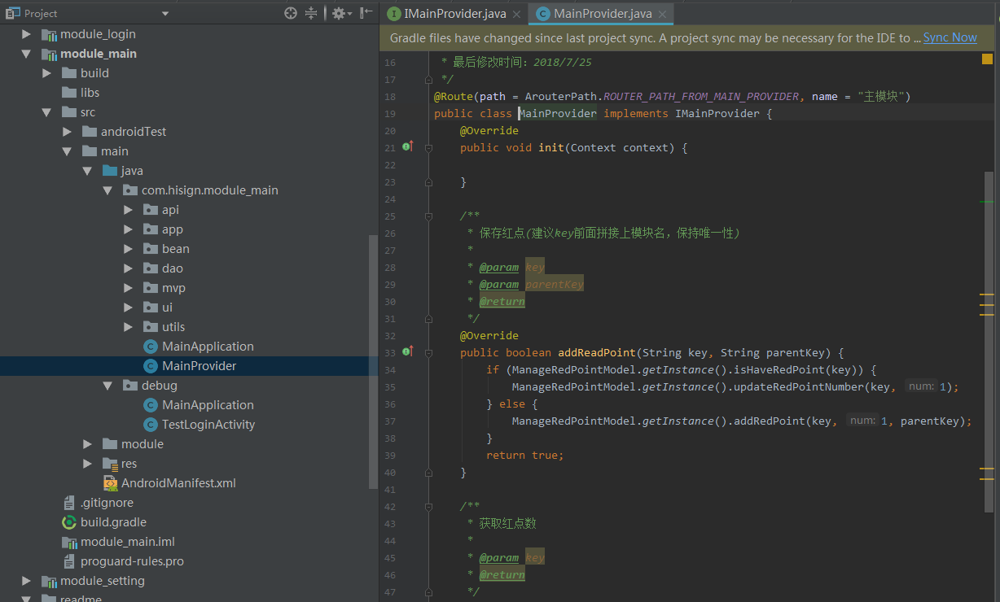 Project
module_login
module_main
build
libs
src
androidTest
main
java
com.hisign.module_main
api
app
bean
dao
mvp
ui
utils
MainApplication
MainProvider
debug
MainApplication
TestLoginActivity
module
res
AndroidManifest.xml
.gitignore
build.gradle
module_main.iml
proguard-rules.pro
module_setting
readme
IMainProvider.java
MainProvider.java
Gradle files have changed since last project sync. A project sync may be necessary for the IDE to ... Sync Now
16 * 最后修改时间: 2018/7/25
17 */
18 @Route(path = ArouterPath.ROUTER_PATH_FROM_MAIN_PROVIDER, name = "主模块")
19 public class MainProvider implements IMainProvider {
20 @Override
21 public void init(Context context) {
22
23 }
24
25 /**
26 * 保存红点(建议key前面拼接上模块名，保持唯一性)
27 *
28 * @param key
29 * @param parentKey
30 * @return
31 */
32 @Override
33 public boolean addReadPoint(String key, String parentKey) {
34 if (ManageRedPointModel.getInstance().isHaveRedPoint(key)) {
35 ManageRedPointModel.getInstance().updateRedPointNumber(key, num: 1);
36 } else {
37 ManageRedPointModel.getInstance().addRedPoint(key, num: 1, parentKey);
38 }
39 return true;
40 }
41
42 /**
43 * 获取红点数
44 *
45 * @param key
46 * @return
47 */